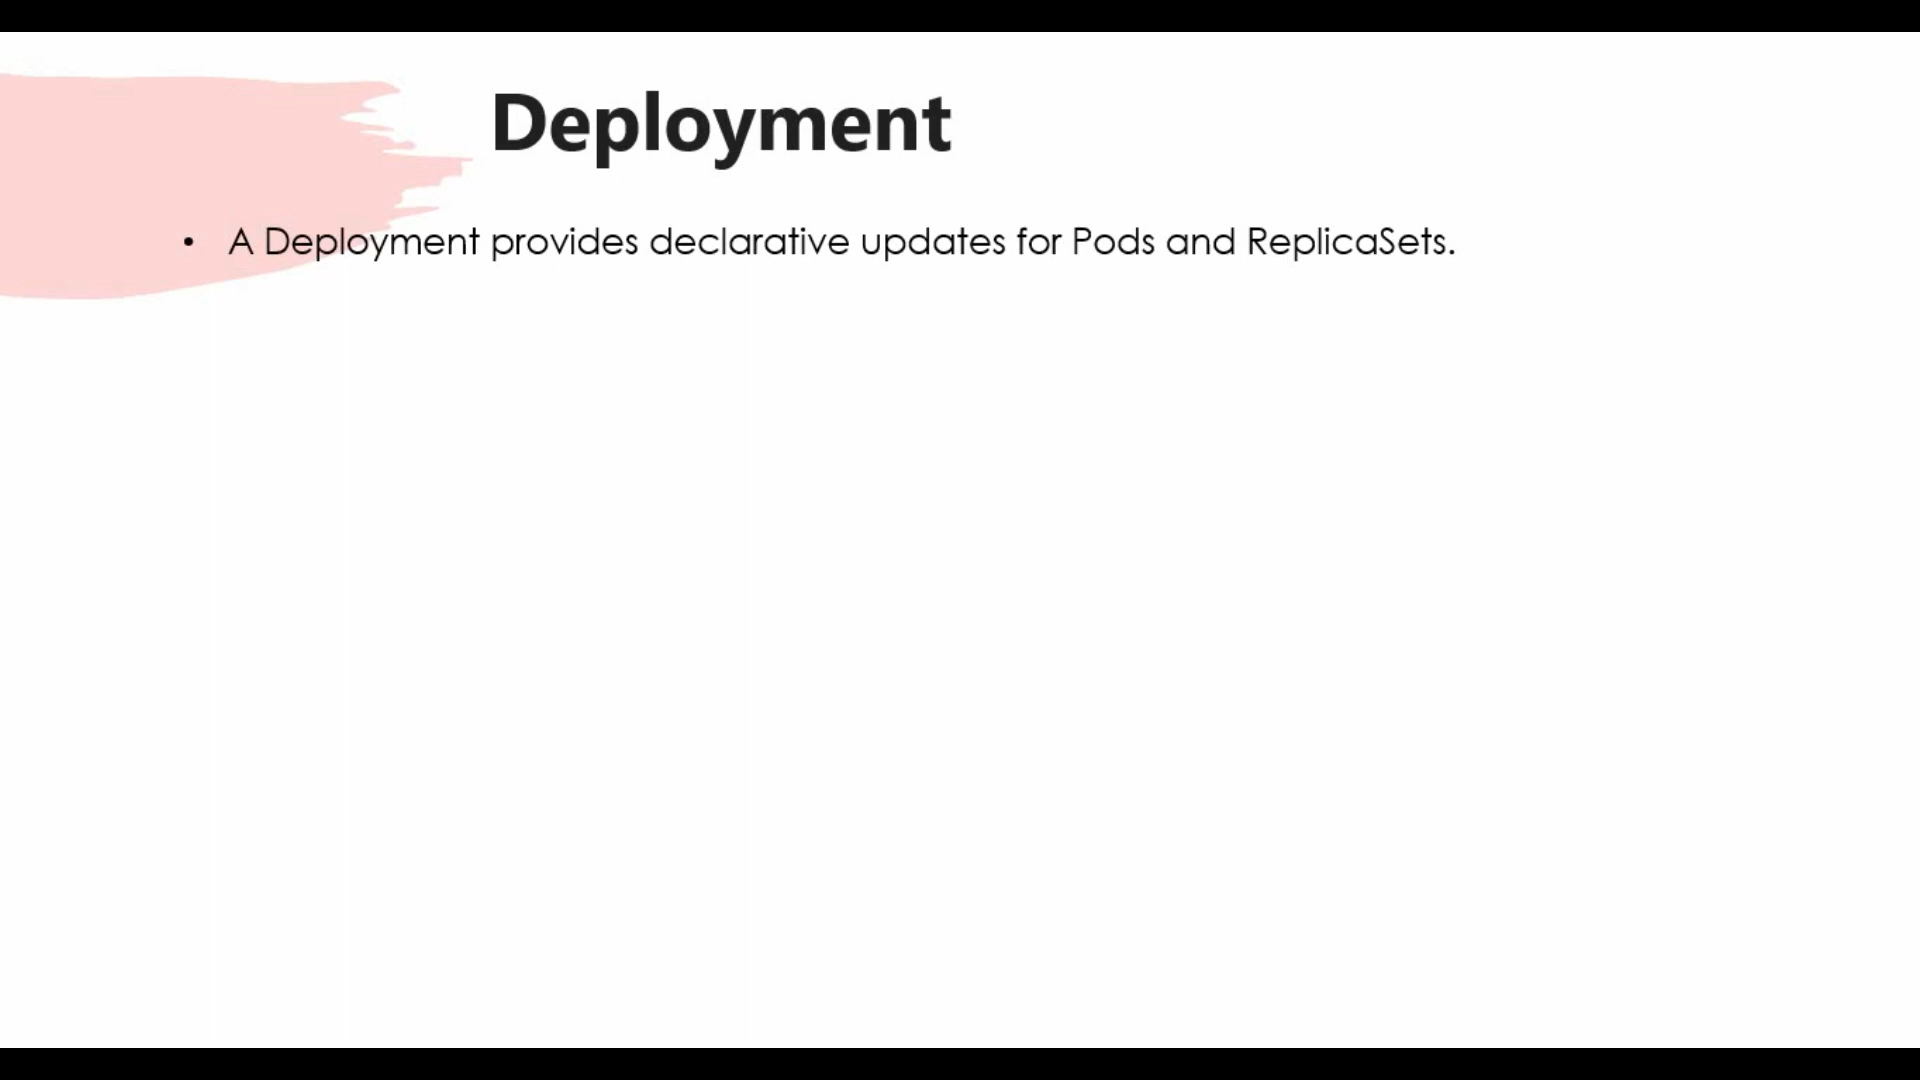 Deployment
• A Deployment provides declarative updates for Pods and ReplicaSets.